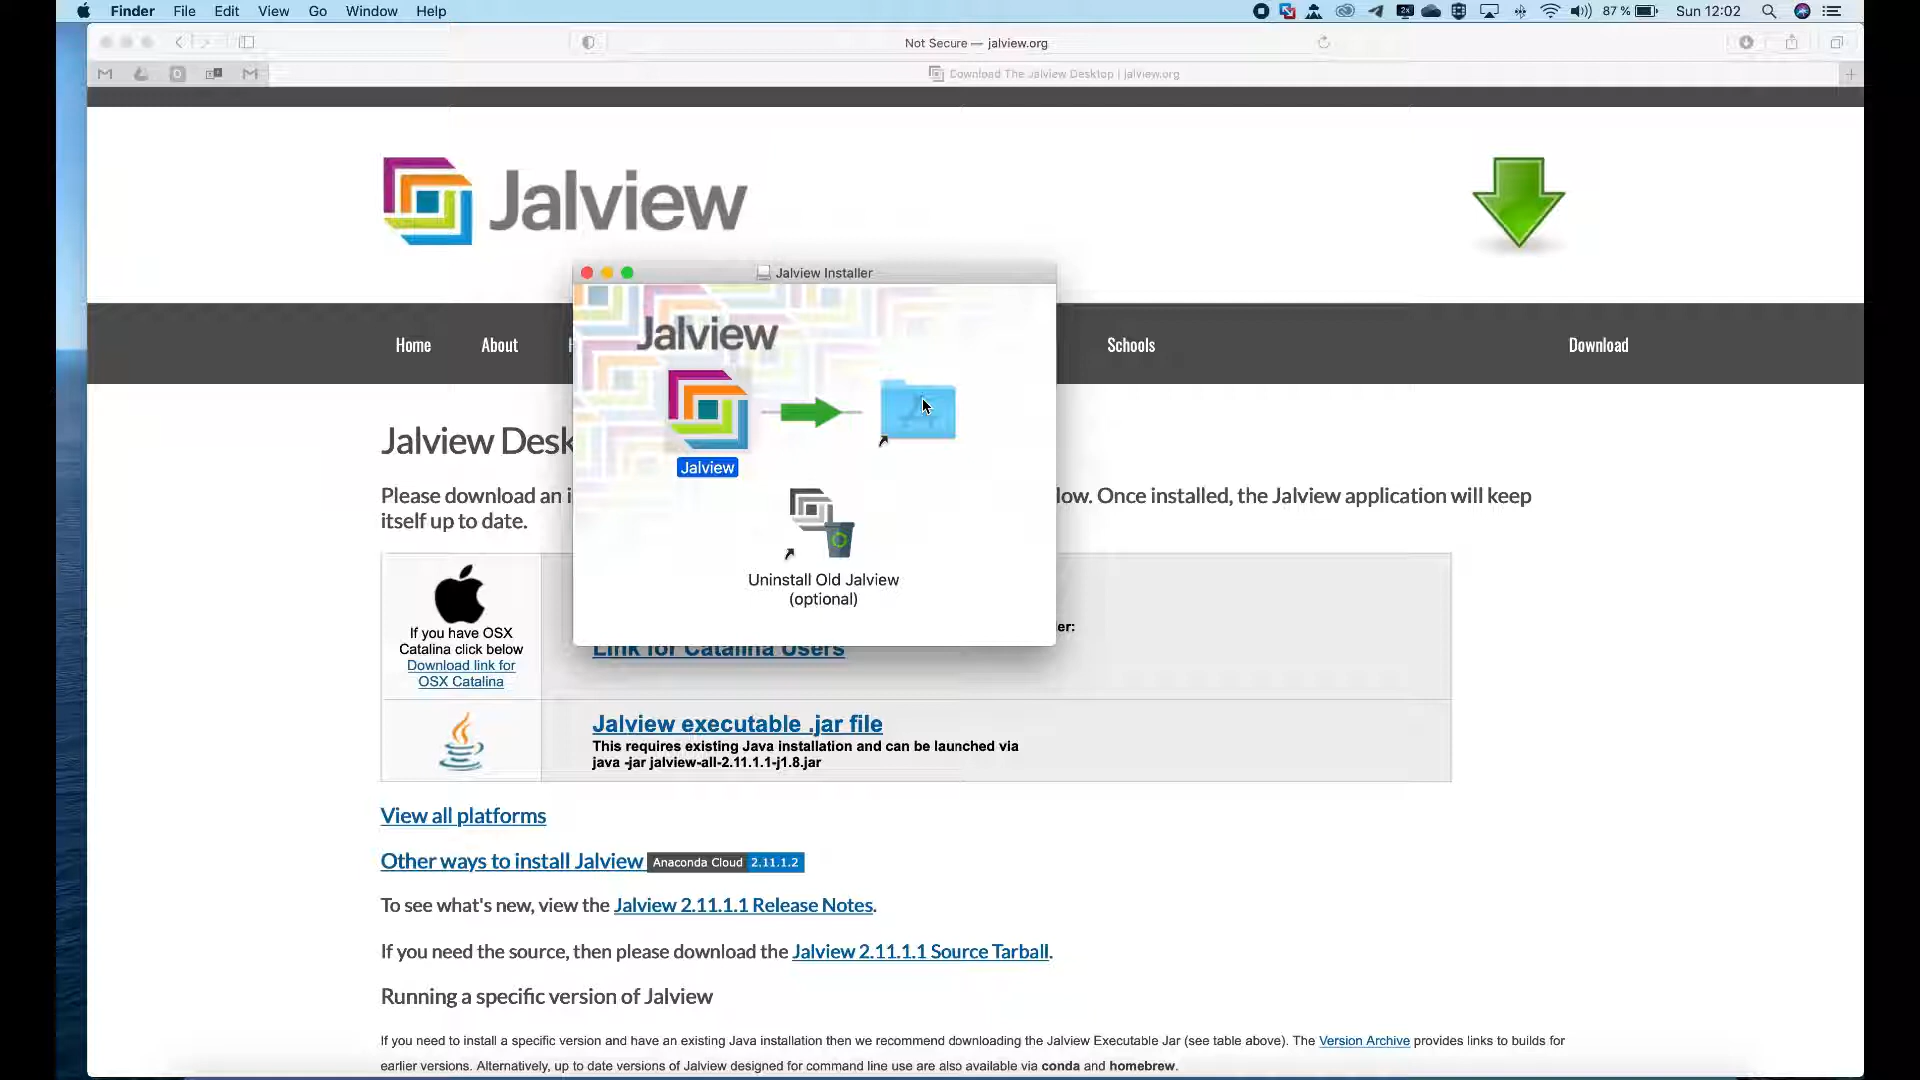 Finder File Edit View Go Window Help
87 % Sun 12:02
Not Secure — jalview.org
Download The Jalview Desktop | jalview.org
Jalview
Jalview Installer
Home About Schools Download
Jalview
Jalview
Uninstall Old Jalview
(optional)
Jalview Desk
Please download an i low. Once installed, the Jalview application will keep
itself up to date.
If you have OSX
Catalina click below
Download link for
OSX Catalina
er:
Link for Catalina Users
Jalview executable .jar file
This requires existing Java installation and can be launched via
java -jar jalview-all-2.11.1.1-j1.8.jar
View all platforms
Other ways to install Jalview Anaconda Cloud 2.11.1.2
To see what's new, view the Jalview 2.11.1.1 Release Notes.
If you need the source, then please download the Jalview 2.11.1.1 Source Tarball.
Running a specific version of Jalview
If you need to install a specific version and have an existing Java installation then we recommend downloading the Jalview Executable Jar (see table above). The Version Archive provides links to builds for
earlier versions. Alternatively, up to date versions of Jalview designed for command line use are also available via conda and homebrew.